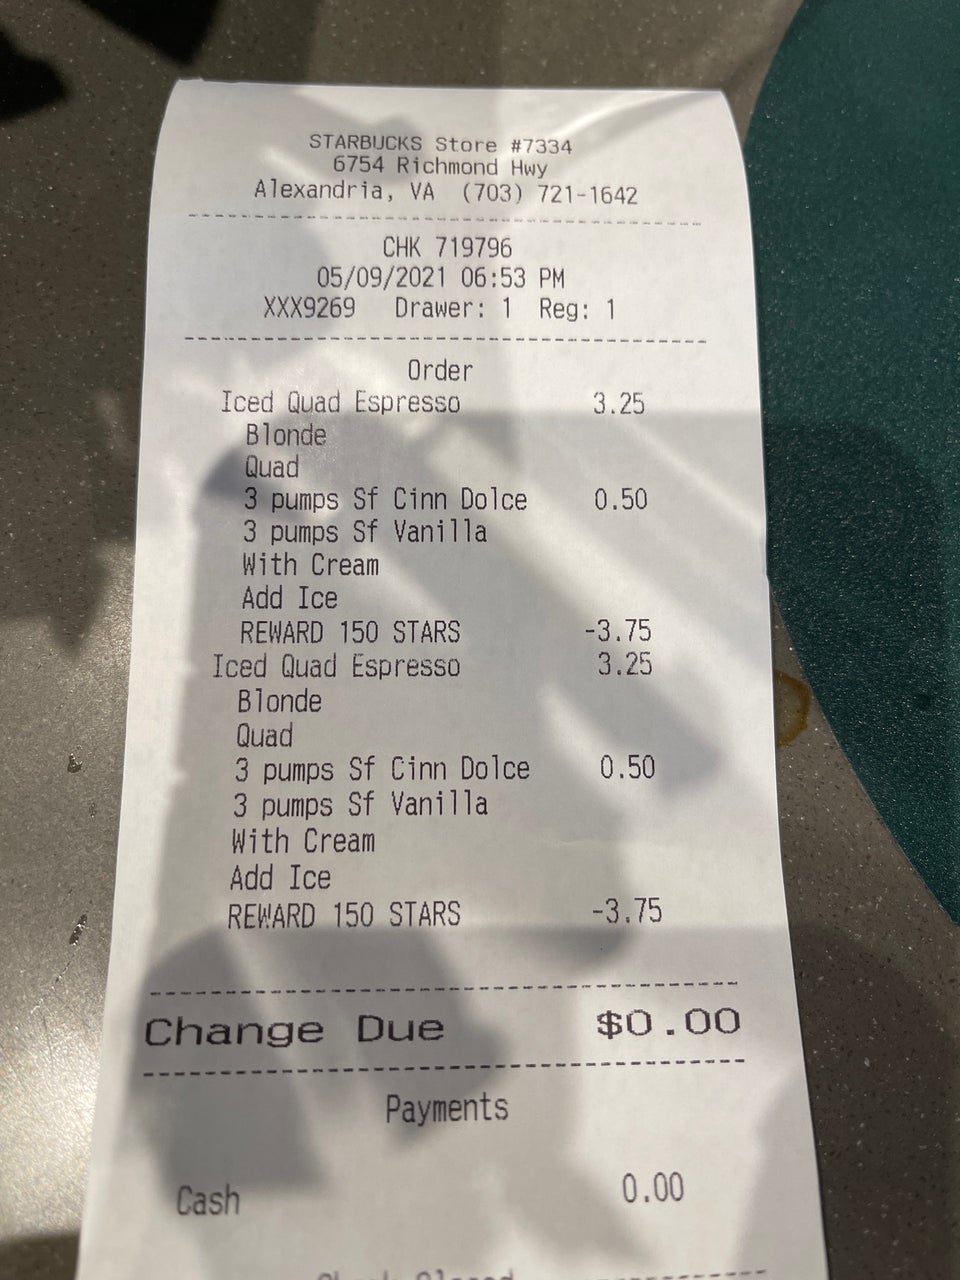 STARBUCKS Store #7334
6754 Richmond Hwy
Alexandria, VA (703) 721-1642
CHK 719796
05/09/2021 06:53 PM
XXX9269 Drawer: 1 Reg: 1
Order
Iced Quad Espresso 3.25
Blonde
Quad
3 pumps Sf Cinn Dolce 0.50
3 pumps Sf Vanilla
With Cream
Add Ice
REWARD 150 STARS -3.75
Iced Quad Espresso 3.25
Blonde
Quad
3 pumps Sf Cinn Dolce 0.50
3 pumps Sf Vanilla
With Cream
Add Ice
REWARD 150 STARS -3.75
Change Due $0.00
Payments
Cash 0.00